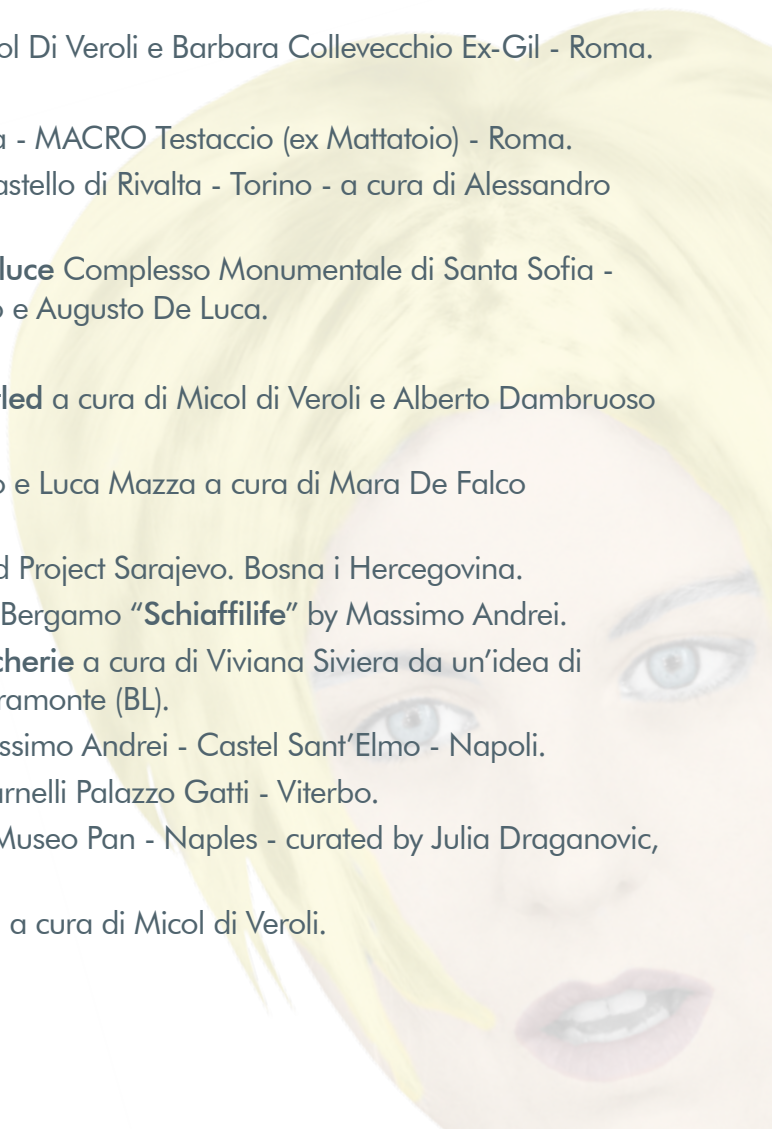 ol Di Veroli e Barbara Collevecchio Ex-Gil - Roma.
a - MACRO Testaccio (ex Mattatoio) - Roma.
astello di Rivalta - Torino - a cura di Alessandro
luce Complesso Monumentale di Santa Sofia -
o e Augusto De Luca.
led a cura di Micol di Veroli e Alberto Dambruoso
o e Luca Mazza a cura di Mara De Falco
d Project Sarajevo. Bosna i Hercegovina.
Bergamo “Schiaffilife” by Massimo Andrei.
cherie a cura di Viviana Siviera da un’idea di
ramonte (BL).
ssimo Andrei - Castel Sant’Elmo - Napoli.
arnelli Palazzo Gatti - Viterbo.
Museo Pan - Naples - curated by Julia Draganovic,
a cura di Micol di Veroli.